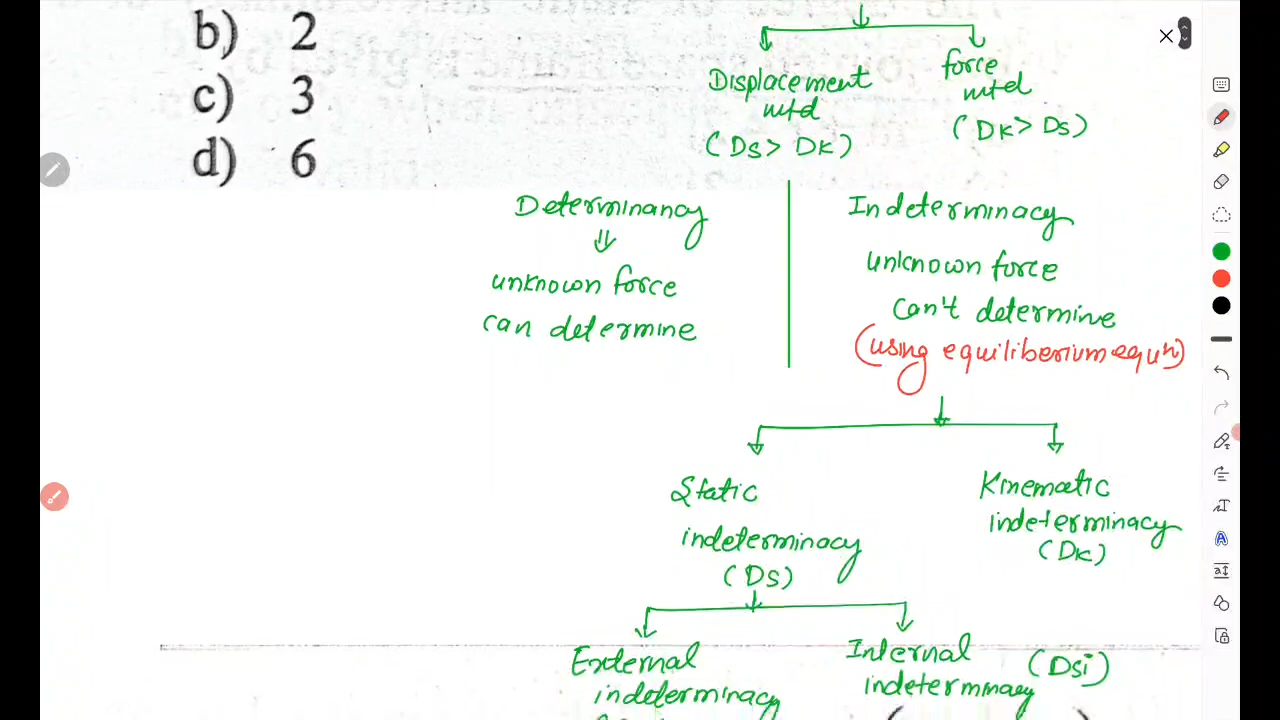 b) 2
c) 3
d) 6
Displacement
mtd
(Ds > Dk)
force
mtd
(Dk > Ds)
Determinancy
unknown force
can determine
Indeterminacy
unknown force
can't determine
(using equiliberium equn)
Static
indeterminacy
(Ds)
Kinematic
indeterminacy
(Dk)
External
indeterminacy
Internal (Dsi)
indeterminacy